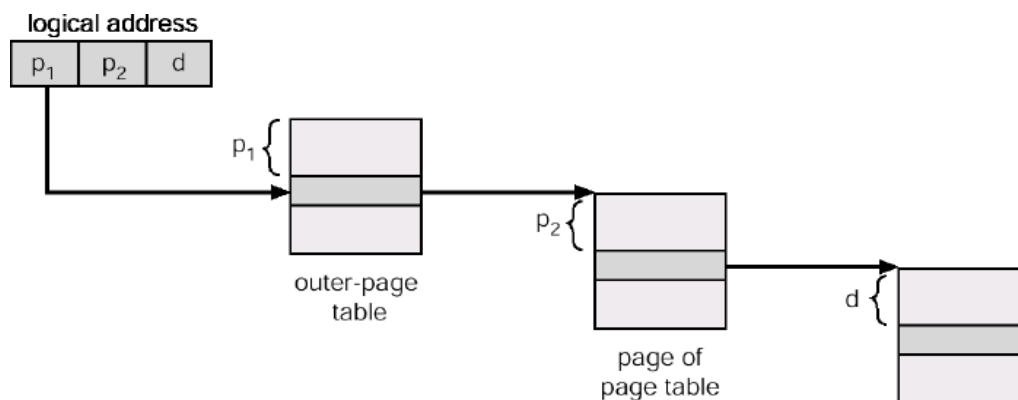 logical address
p₁ p₂ d
p₁
p₂
d
outer-page
table
page of
page table